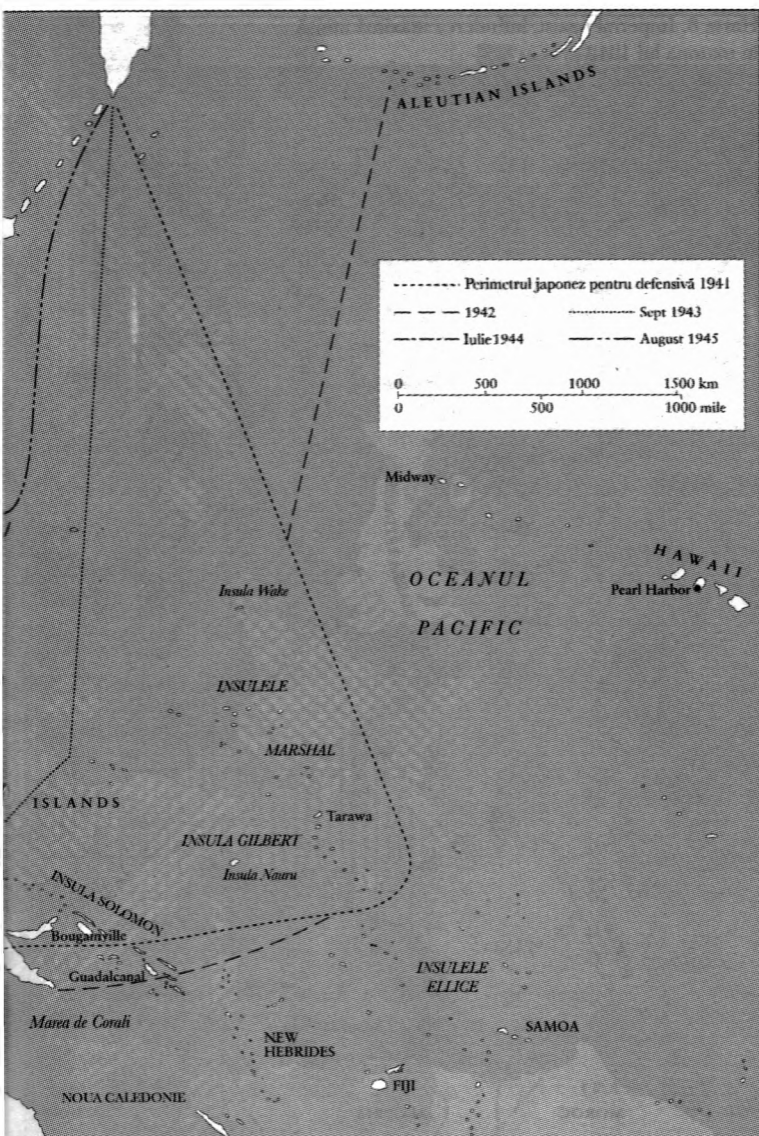 ALEUTIAN ISLANDS
Perimetrul japonez pentru defensivă 1941
1942
Sept 1943
Iulie1944
August 1945
0 500 1000 1500 km
0 500 1000 mile
Midway
HAWAII
Pearl Harbor
OCEANUL
PACIFIC
Insula Wake
INSULELE
MARSHAL
ISLANDS
Tarawa
INSULA GILBERT
Insula Nauru
INSULA SOLOMON
Bougainville
Guadalcanal
INSULELE
ELLICE
Marea de Corali
NEW
HEBRIDES
SAMOA
FIJI
NOUA CALEDONIE